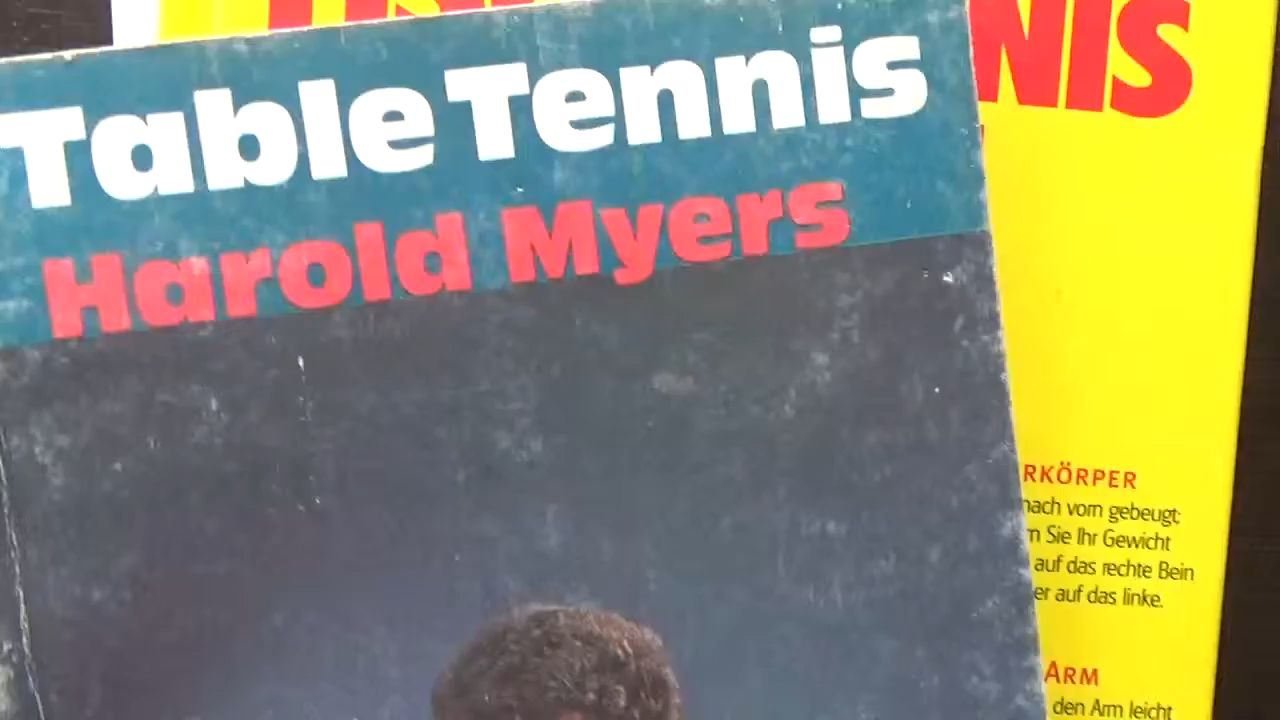 NIS
Table Tennis
Harold Myers
RKÖRPER
nach vorn gebeugt;
n Sie Ihr Gewicht
auf das rechte Bein
er auf das linke.
ARM
den Arm leicht